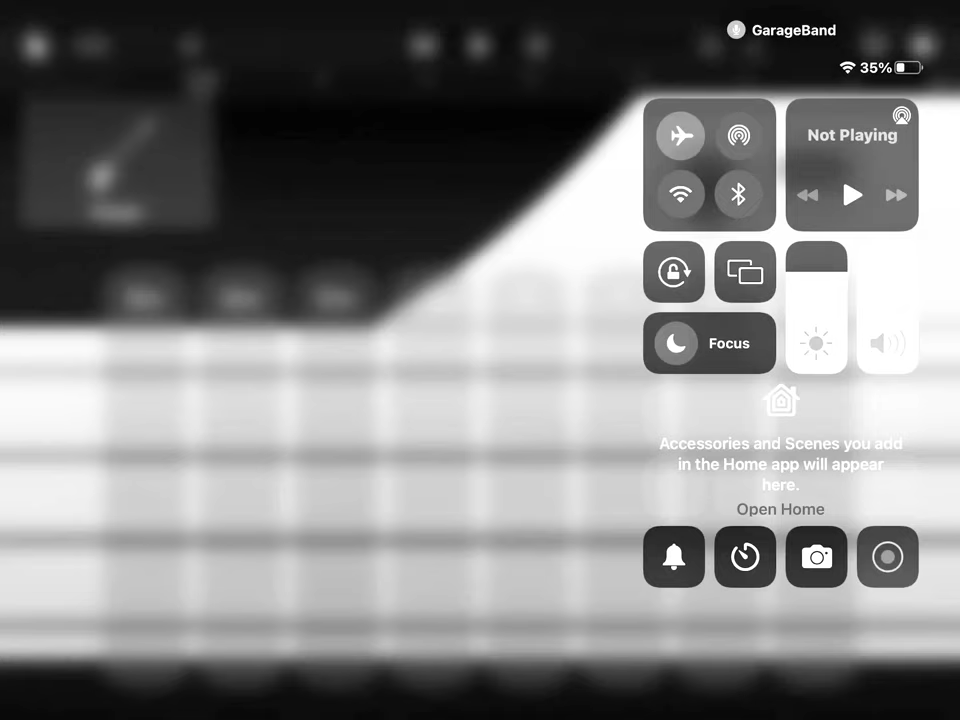 GarageBand
35%
Not Playing
Focus
Accessories and Scenes you add
in the Home app will appear
here.
Open Home